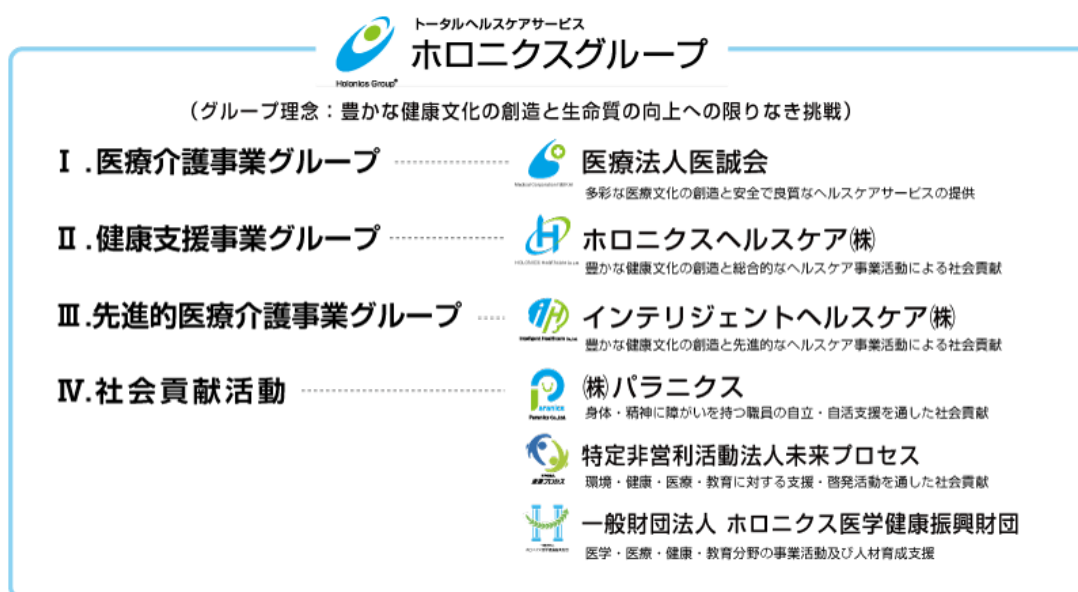 トータルヘルスケアサービス
ホロニクスグループ
Holonics Group®
（グループ理念：豊かな健康文化の創造と生命質の向上への限りなき挑戦）
Ⅰ.医療介護事業グループ
医療法人医誠会
多彩な医療文化の創造と安全で良質なヘルスケアサービスの提供
Ⅱ.健康支援事業グループ
ホロニクスヘルスケア㈱
豊かな健康文化の創造と総合的なヘルスケア事業活動による社会貢献
Ⅲ.先進的医療介護事業グループ
Intelligent Healthcare Co.,Ltd.
インテリジェントヘルスケア㈱
豊かな健康文化の創造と先進的なヘルスケア事業活動による社会貢献
Ⅳ.社会貢献活動
Paranics
Paranics Co.,Ltd.
㈱パラニクス
身体・精神に障がいを持つ職員の自立・自活支援を通した社会貢献
未来プロセス
特定非営利活動法人未来プロセス
環境・健康・医療・教育に対する支援・啓発活動を通した社会貢献
一般財団法人 ホロニクス医学健康振興財団
医学・医療・健康・教育分野の事業活動及び人材育成支援